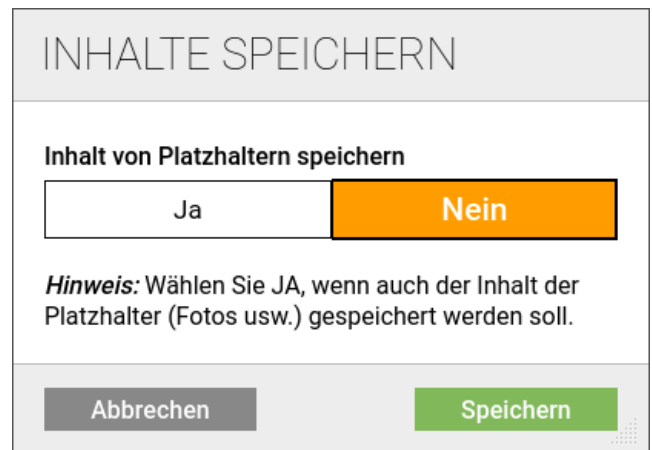 INHALTE SPEICHERN
Inhalt von Platzhaltern speichern
Ja
Nein
Hinweis: Wählen Sie JA, wenn auch der Inhalt der
Platzhalter (Fotos usw.) gespeichert werden soll.
Abbrechen
Speichern